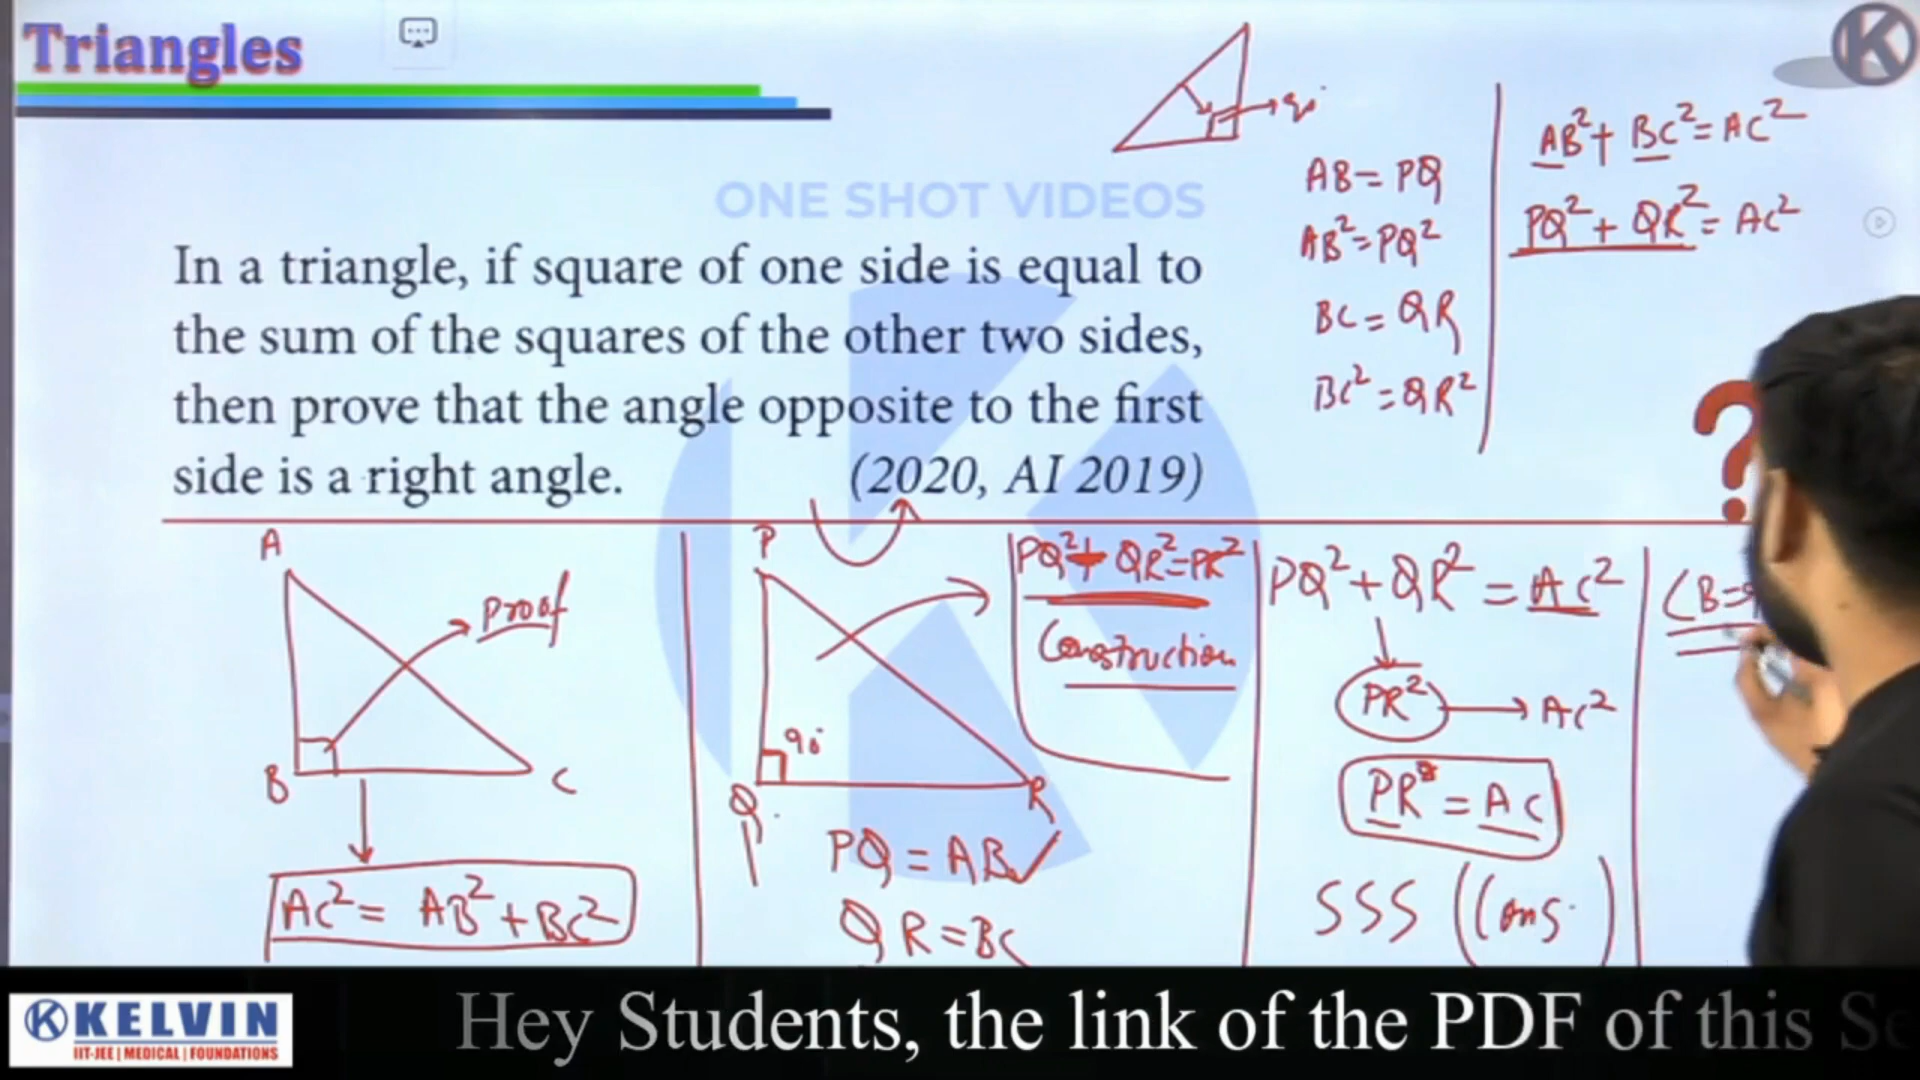 Triangles
ONE SHOT VIDEOS
In a triangle, if square of one side is equal to
the sum of the squares of the other two sides,
then prove that the angle opposite to the first
side is a right angle. (2020, AI 2019)
AB = PQ
AB² = PQ²
BC = QR
BC² = QR²
AB² + BC² = AC²
PQ² + QR² = AC²
?
A
Proof
B
C
AC² = AB² + BC²
P
90°
Q
R
PQ = AB ✓
QR = BC
PQ² + QR² = PR²
Construction
PQ² + QR² = AC²
PR² → AC²
PR = AC
SSS
K
KELVIN
IIT-JEE | MEDICAL | FOUNDATIONS
Hey Students, the link of the PDF of this